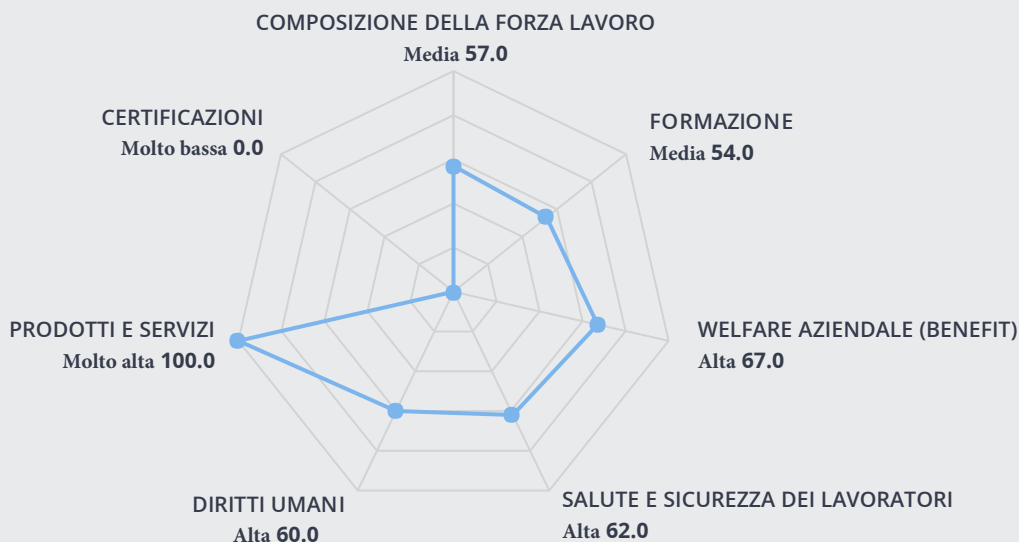 COMPOSIZIONE DELLA FORZA LAVORO
Media 57.0
CERTIFICAZIONI
Molto bassa 0.0
FORMAZIONE
Media 54.0
PRODOTTI E SERVIZI
Molto alta 100.0
WELFARE AZIENDALE (BENEFIT)
Alta 67.0
DIRITTI UMANI
Alta 60.0
SALUTE E SICUREZZA DEI LAVORATORI
Alta 62.0